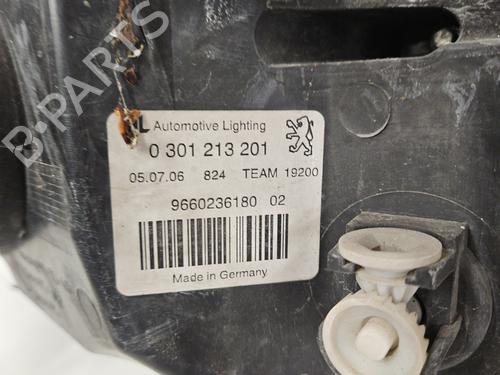 B-PARTS
AL Automotive Lighting
0 301 213 201
05.07.06 824 TEAM 19200
9660236180 02
Made in Germany